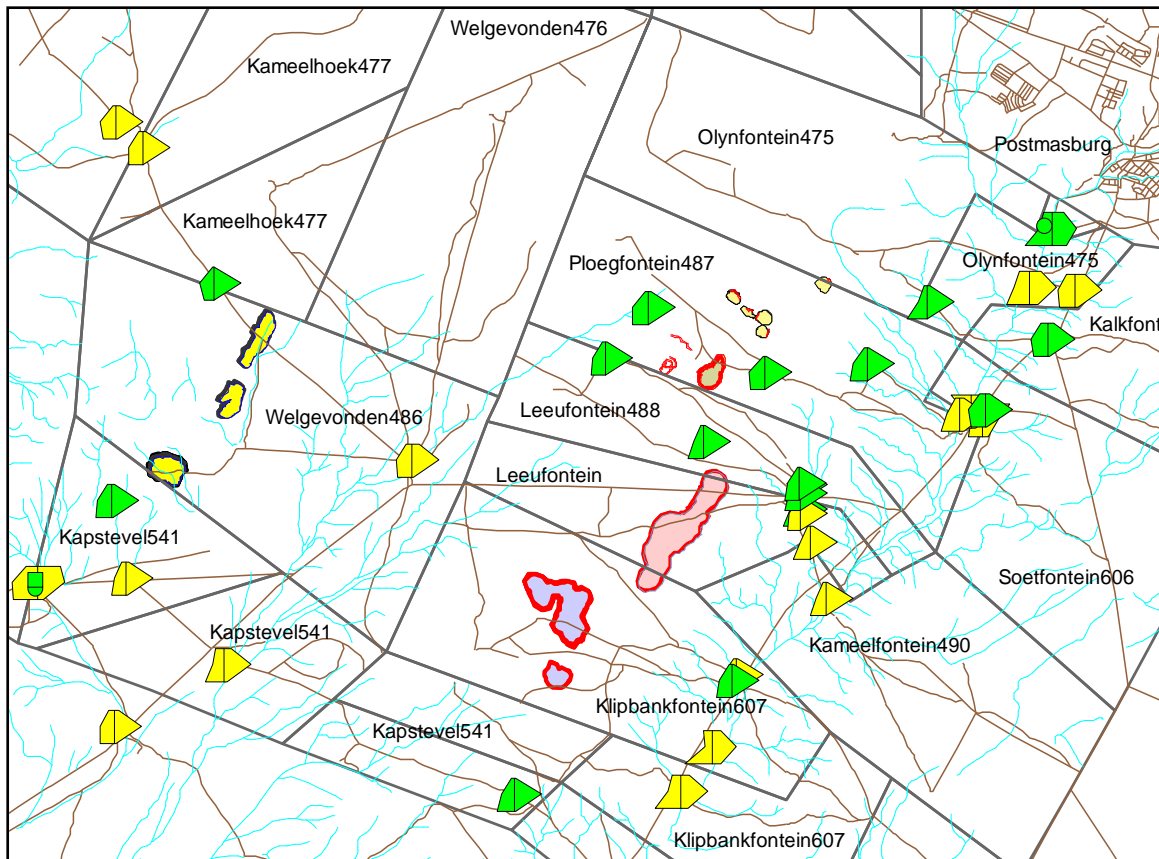 Welgevonden476
Kameelhoek477
Olynfontein475
Postmasburg
Kameelhoek477
Ploegfontein487
Olynfontein475
Kalkfont
Welgevonden486
Leeufontein488
Leeufontein
Kapstevel541
Soetfontein606
Kapstevel541
Kameelfontein490
Klipbankfontein607
Kapstevel541
Klipbankfontein607